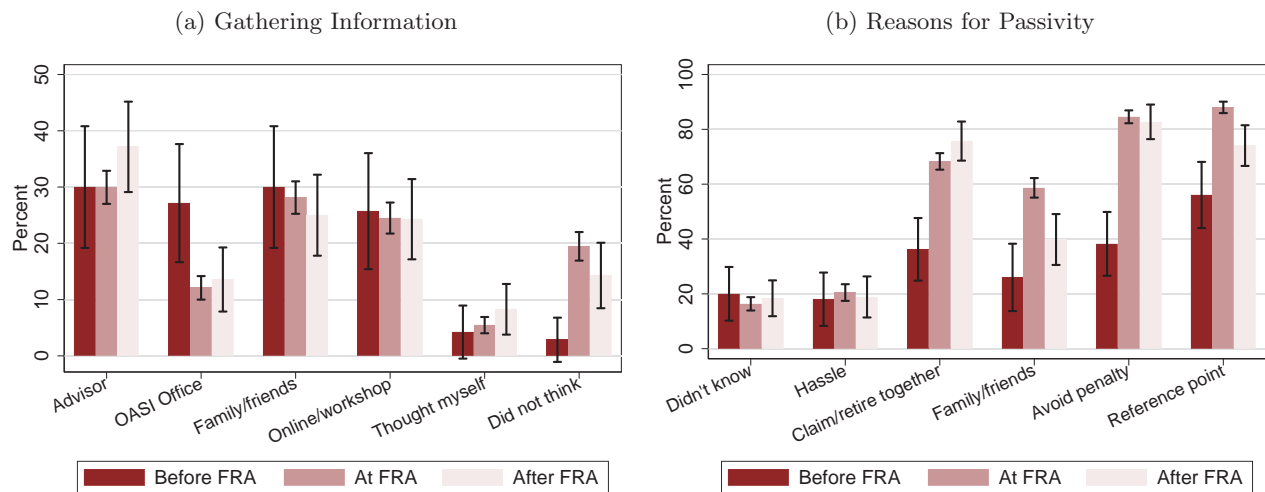 (a) Gathering Information
Percent
50
40
30
20
10
0
Advisor
OASI Office
Family/friends
Online/workshop
Thought myself
Did not think
Before FRA
At FRA
After FRA
(b) Reasons for Passivity
Percent
100
80
60
40
20
0
Didn't know
Hassle
Claim/retire together
Family/friends
Avoid penalty
Reference point
Before FRA
At FRA
After FRA